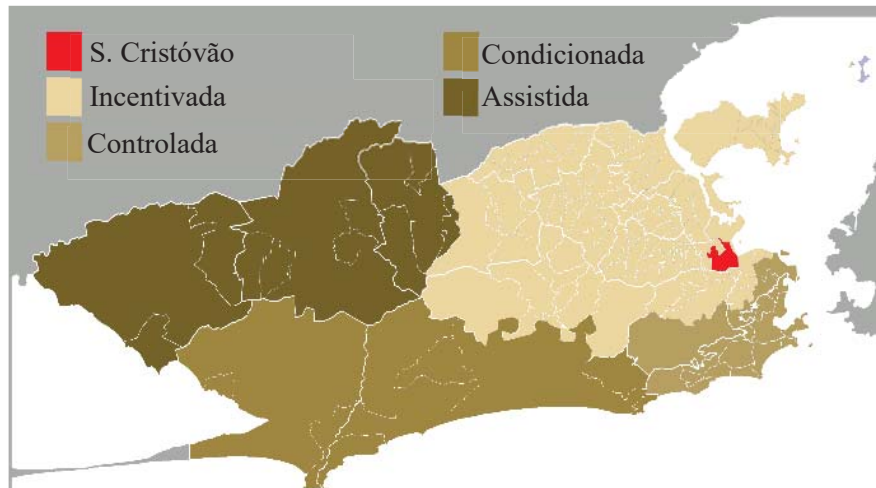 S. Cristóvão
Incentivada
Controlada
Condicionada
Assistida